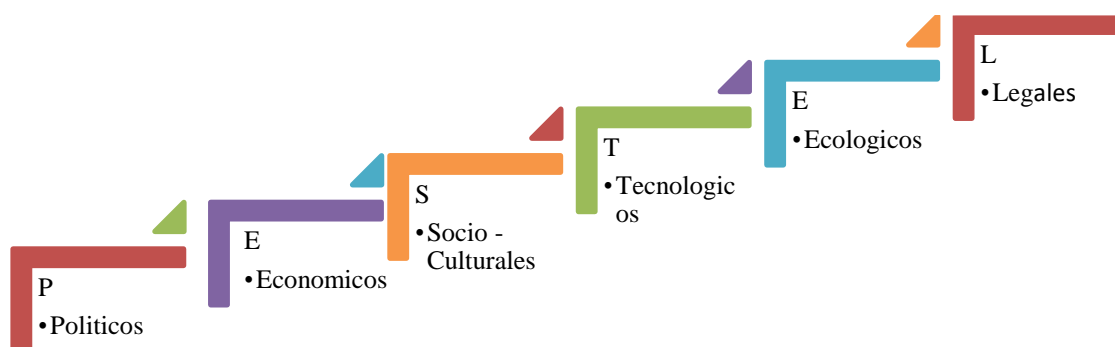 P
•Politicos
E
•Economicos
S
•Socio -
Culturales
T
•Tecnologic
os
E
•Ecologicos
L
•Legales